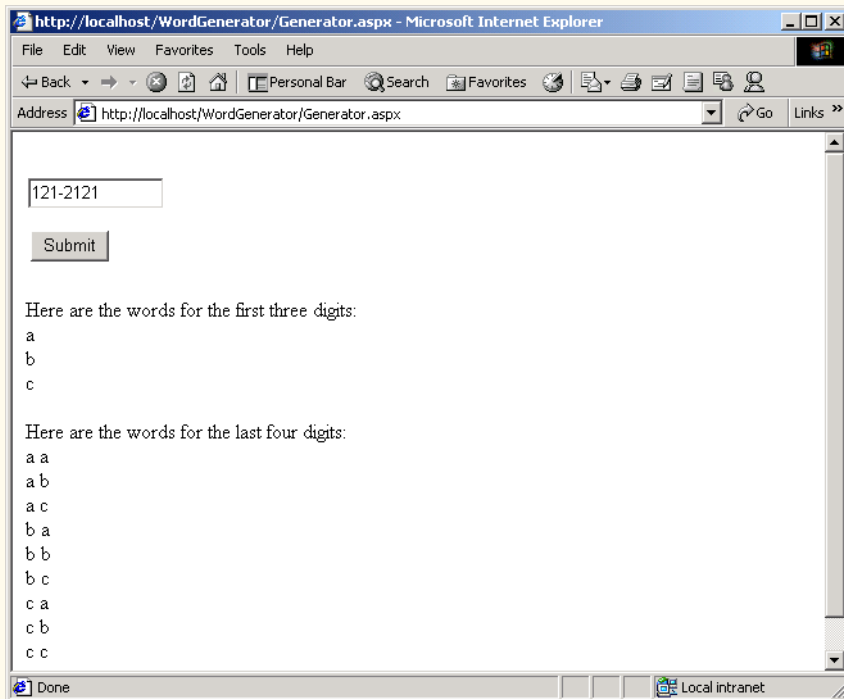 http://localhost/WordGenerator/Generator.aspx - Microsoft Internet Explorer
File Edit View Favorites Tools Help
Back Personal Bar Search Favorites
Address http://localhost/WordGenerator/Generator.aspx Go Links »
121-2121
Submit
Here are the words for the first three digits:
a
b
c
Here are the words for the last four digits:
a a
a b
a c
b a
b b
b c
c a
c b
c c
Done Local intranet